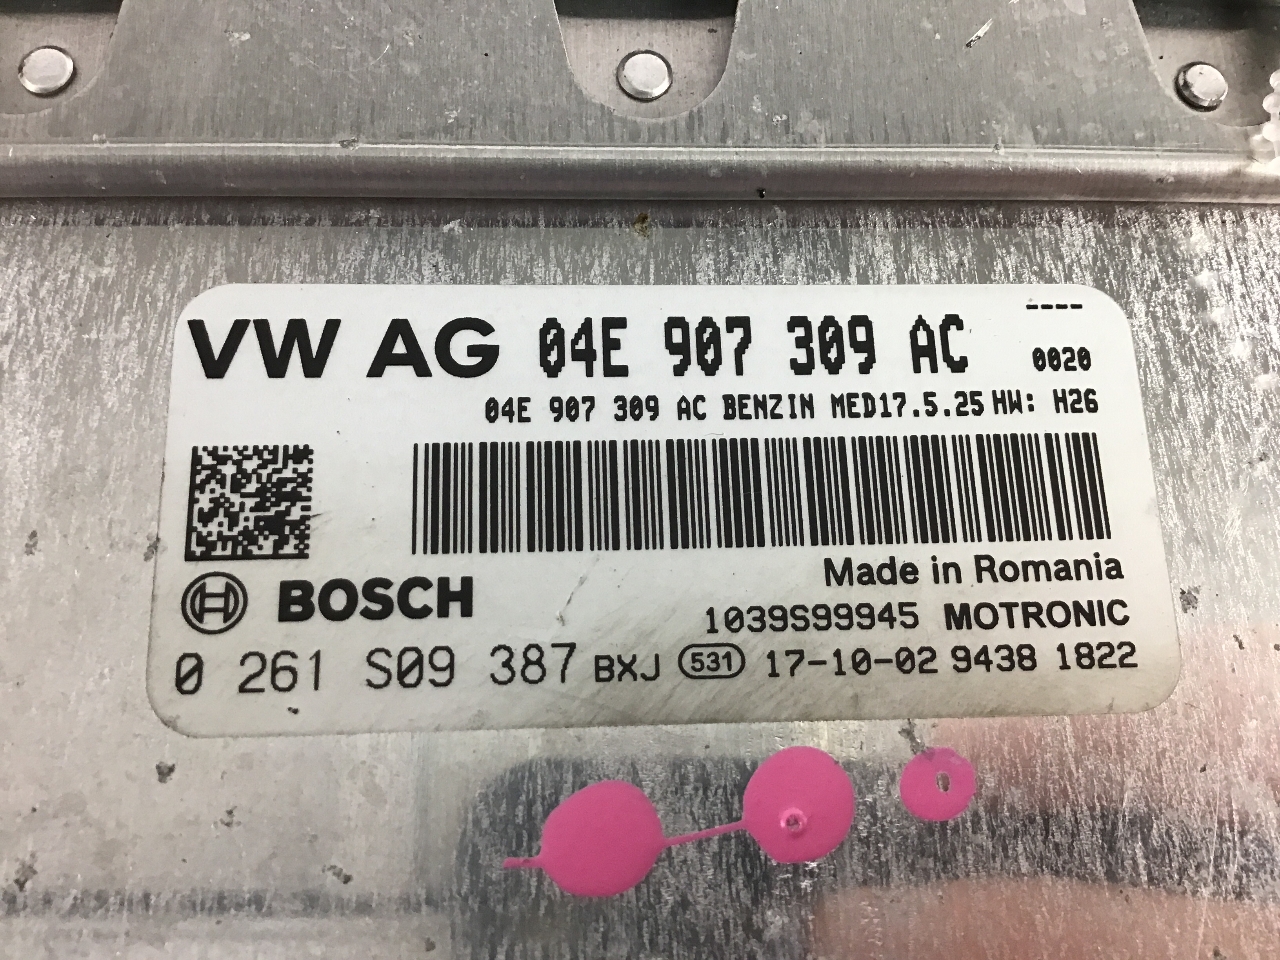 ----
VW AG 04E 907 309 AC 0020
04E 907 309 AC BENZIN MED17.5.25 HW: H26
Made in Romania
BOSCH
1039S99945 MOTRONIC
0 261 S09 387 BXJ 531 17-10-02 9438 1822